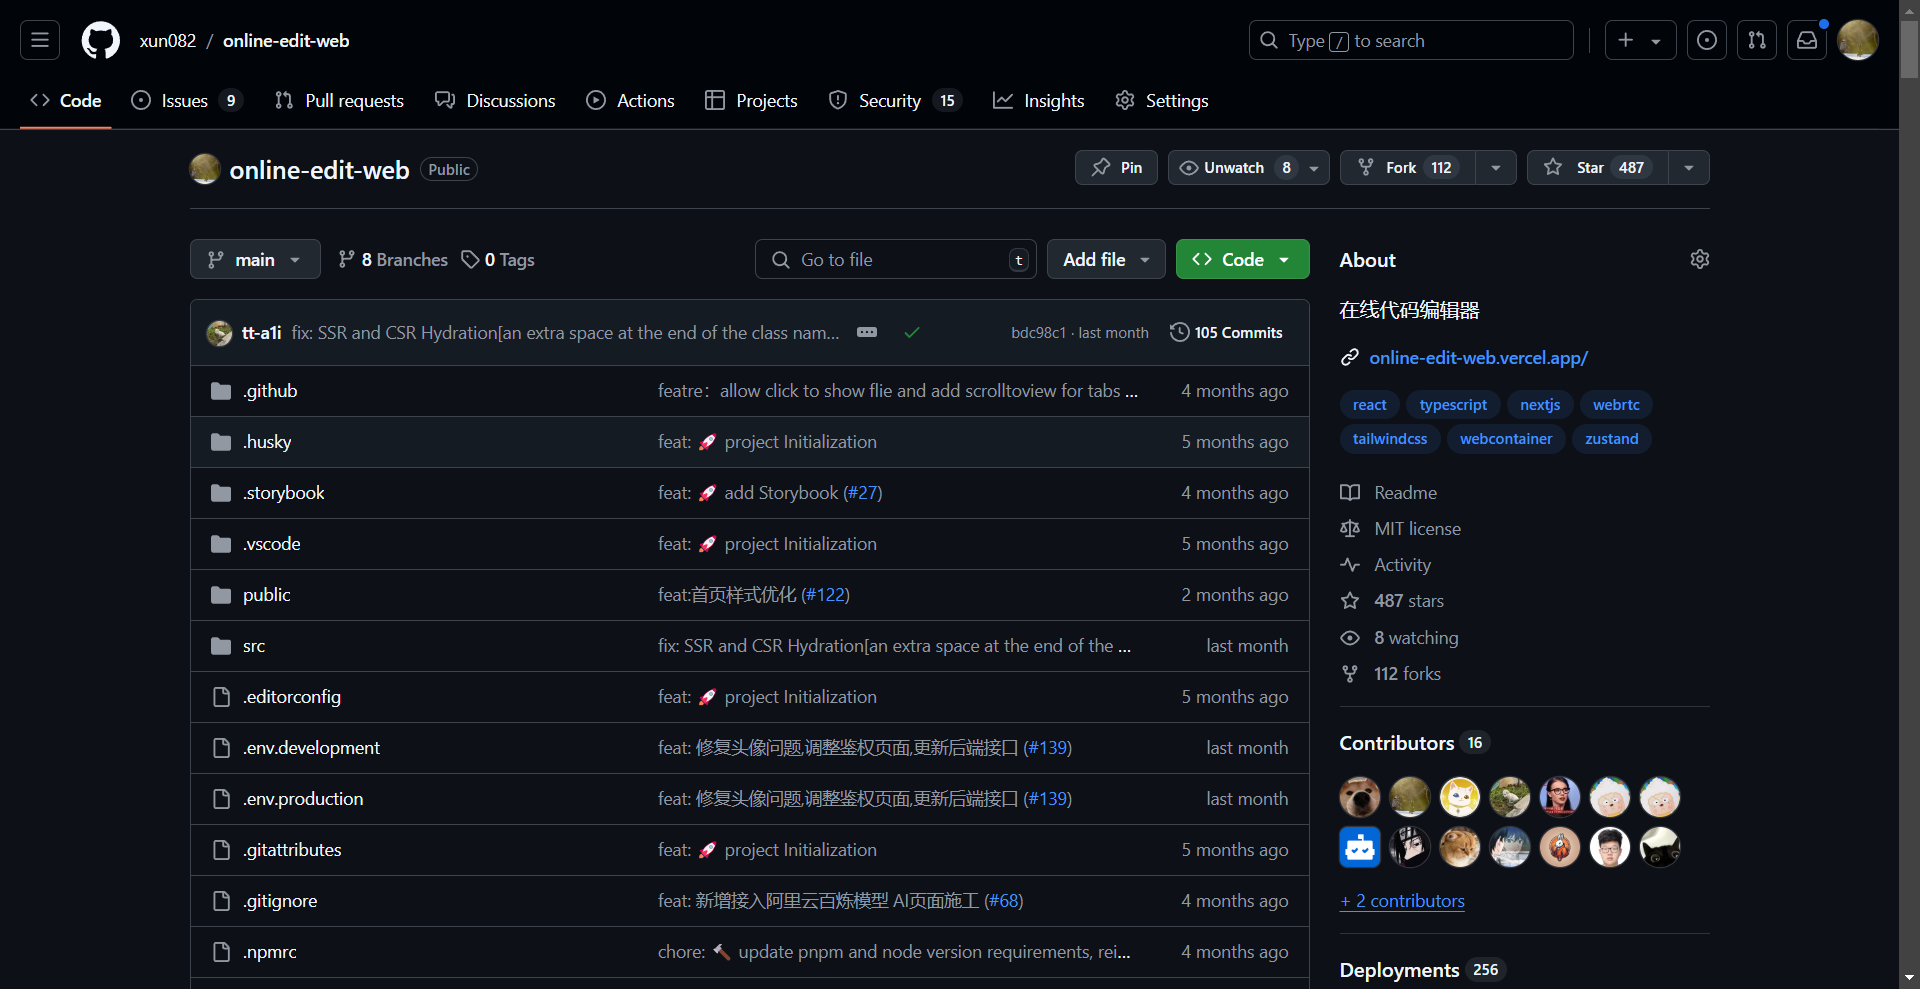 xun082 / online-edit-web
Type / to search
Code
Issues 9
Pull requests
Discussions
Actions
Projects
Security 15
Insights
Settings
online-edit-web Public
Pin
Unwatch 8
Fork 112
Star 487
main
8 Branches
0 Tags
Go to file t
Add file
Code
tt-a1i fix: SSR and CSR Hydration[an extra space at the end of the class nam... bdc98c1 · last month 105 Commits
.github featre：allow click to show flie and add scrolltoview for tabs ... 4 months ago
.husky feat: 🚀 project Initialization 5 months ago
.storybook feat: 🚀 add Storybook (#27) 4 months ago
.vscode feat: 🚀 project Initialization 5 months ago
public feat:首页样式优化 (#122) 2 months ago
src fix: SSR and CSR Hydration[an extra space at the end of the ... last month
.editorconfig feat: 🚀 project Initialization 5 months ago
.env.development feat: 修复头像问题,调整鉴权页面,更新后端接口 (#139) last month
.env.production feat: 修复头像问题,调整鉴权页面,更新后端接口 (#139) last month
.gitattributes feat: 🚀 project Initialization 5 months ago
.gitignore feat: 新增接入阿里云百炼模型 AI页面施工 (#68) 4 months ago
.npmrc chore: 🔨 update pnpm and node version requirements, rei... 4 months ago
About
在线代码编辑器
online-edit-web.vercel.app/
react typescript nextjs webrtc
tailwindcss webcontainer zustand
Readme
MIT license
Activity
487 stars
8 watching
112 forks
Contributors 16
+ 2 contributors
Deployments 256